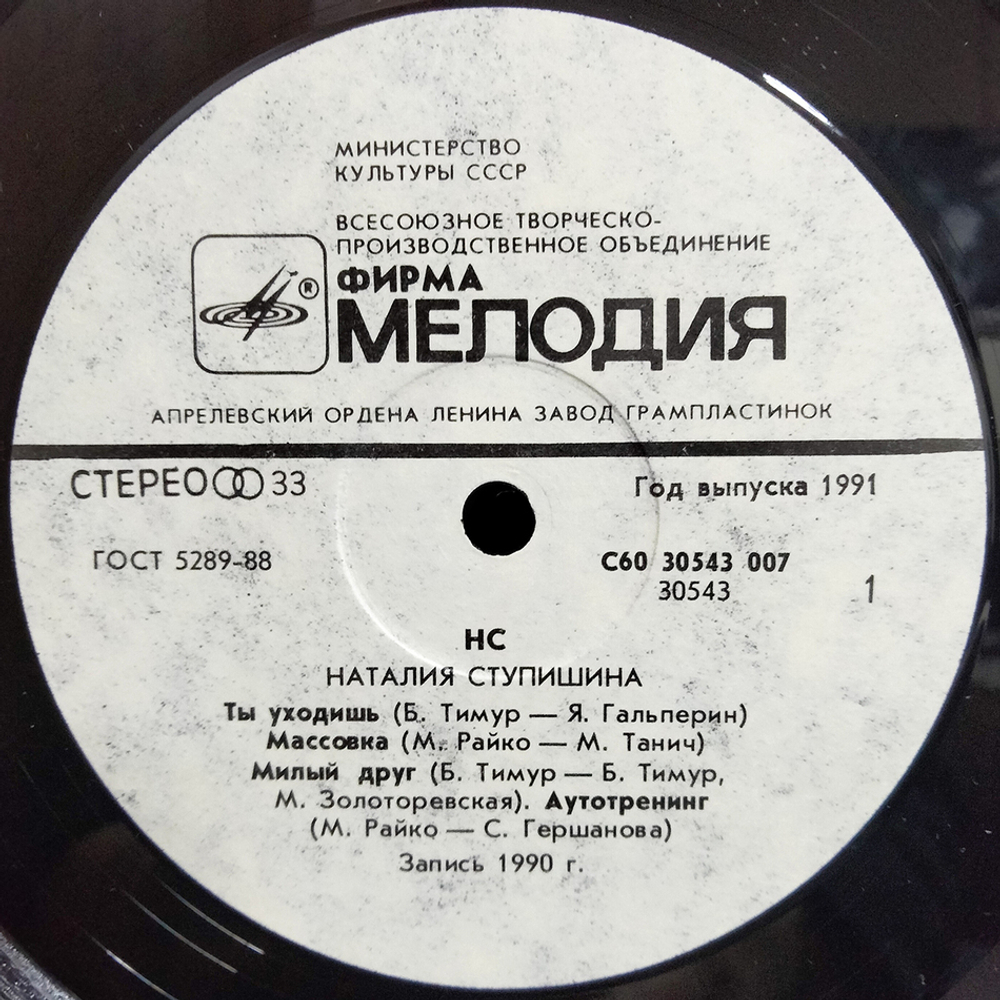 МИНИСТЕРСТВО
КУЛЬТУРЫ СССР
ВСЕСОЮЗНОЕ ТВОРЧЕСКО-
ПРОИЗВОДСТВЕННОЕ ОБЪЕДИНЕНИЕ
®
ФИРМА
МЕЛОДИЯ
АПРЕЛЕВСКИЙ ОРДЕНА ЛЕНИНА ЗАВОД ГРАМПЛАСТИНОК
СТЕРЕО 33
Год выпуска 1991
ГОСТ 5289-88
С60 30543 007
30543
1
НС
НАТАЛИЯ СТУПИШИНА
Ты уходишь (Б. Тимур — Я. Гальперин)
Массовка (М. Райко — М. Танич)
Милый друг (Б. Тимур — Б. Тимур,
М. Золоторевская). Аутотренинг
(М. Райко — С. Гершанова)
Запись 1990 г.